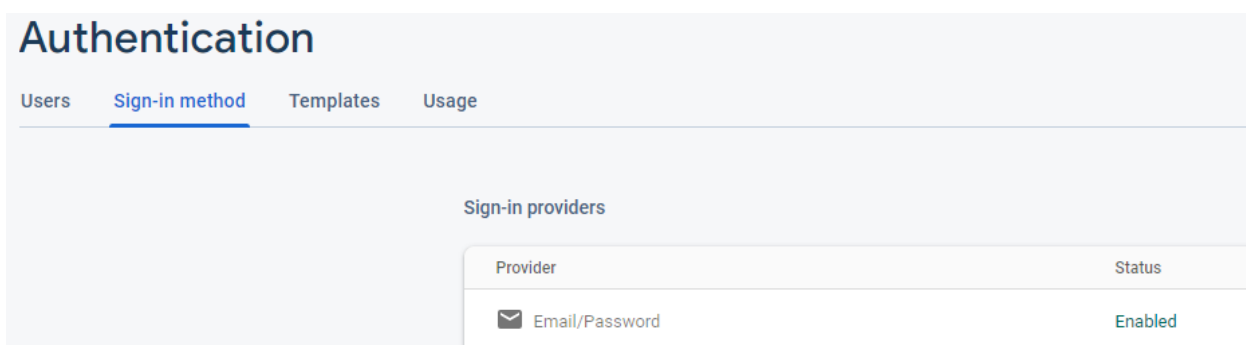 Authentication
Users Sign-in method Templates Usage
Sign-in providers
Provider Status
Email/Password Enabled